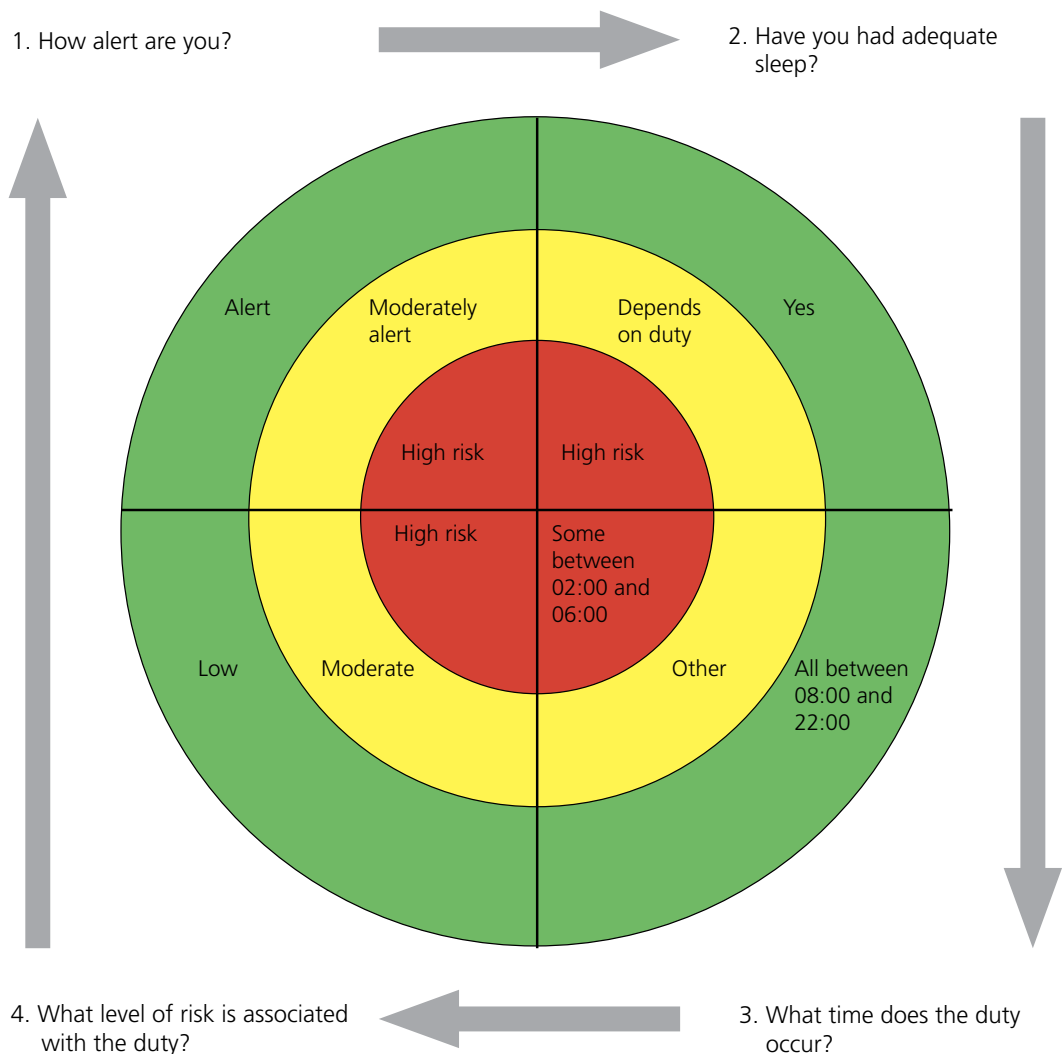 1. How alert are you?
2. Have you had adequate
sleep?
Alert
Moderately
alert
Depends
on duty
Yes
High risk
High risk
High risk
Some
between
02:00 and
06:00
Low
Moderate
Other
All between
08:00 and
22:00
4. What level of risk is associated
with the duty?
3. What time does the duty
occur?